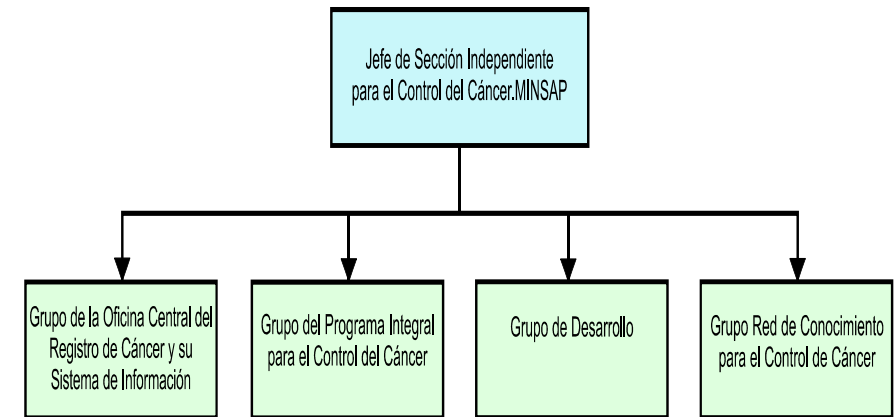 Jefe de Sección Independiente
para el Control del Cáncer.MINSAP
Grupo de la Oficina Central del
Registro de Cáncer y su
Sistema de Información
Grupo del Programa Integral
para el Control del Cáncer
Grupo de Desarrollo
Grupo Red de Conocimiento
para el Control de Cáncer